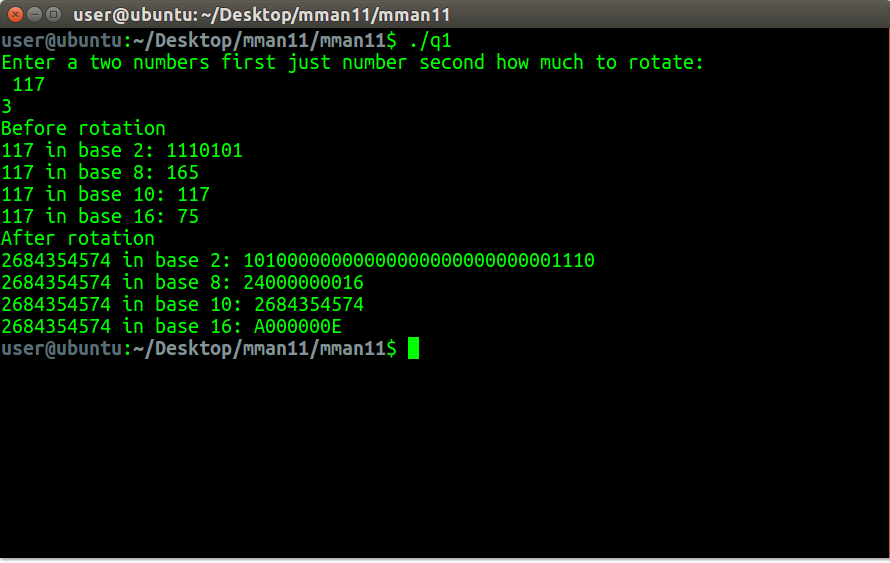 user@ubuntu: ~/Desktop/mman11/mman11
user@ubuntu:~/Desktop/mman11/mman11$ ./q1
Enter a two numbers first just number second how much to rotate:
 117
3
Before rotation
117 in base 2: 1110101
117 in base 8: 165
117 in base 10: 117
117 in base 16: 75
After rotation
2684354574 in base 2: 10100000000000000000000000001110
2684354574 in base 8: 24000000016
2684354574 in base 10: 2684354574
2684354574 in base 16: A000000E
user@ubuntu:~/Desktop/mman11/mman11$